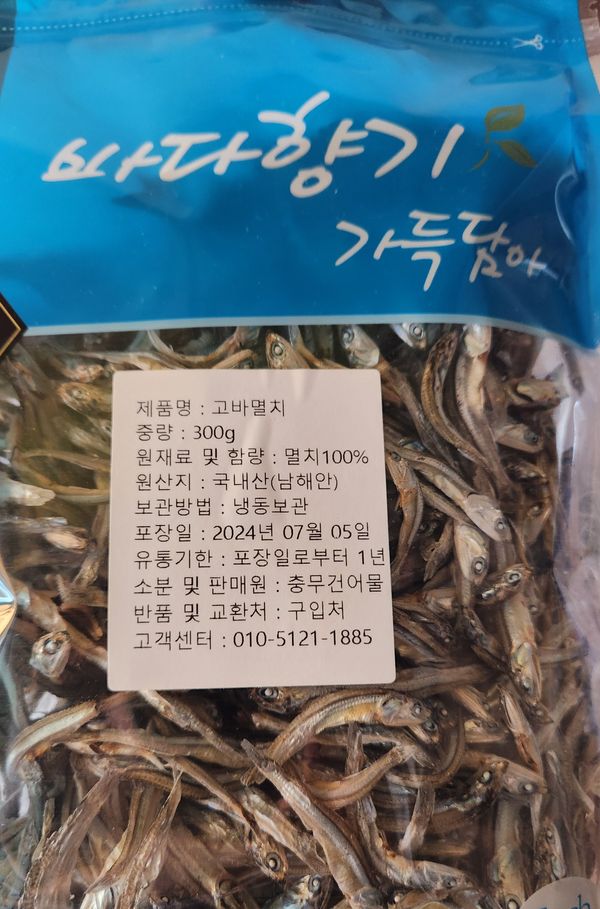 바다향기
가득담아
제품명 : 고바멸치
중량 : 300g
원재료 및 함량 : 멸치100%
원산지 : 국내산(남해안)
보관방법 : 냉동보관
포장일 : 2024년 07월 05일
유통기한 : 포장일로부터 1년
소분 및 판매원 : 충무건어물
반품 및 교환처 : 구입처
고객센터 : 010-5121-1885